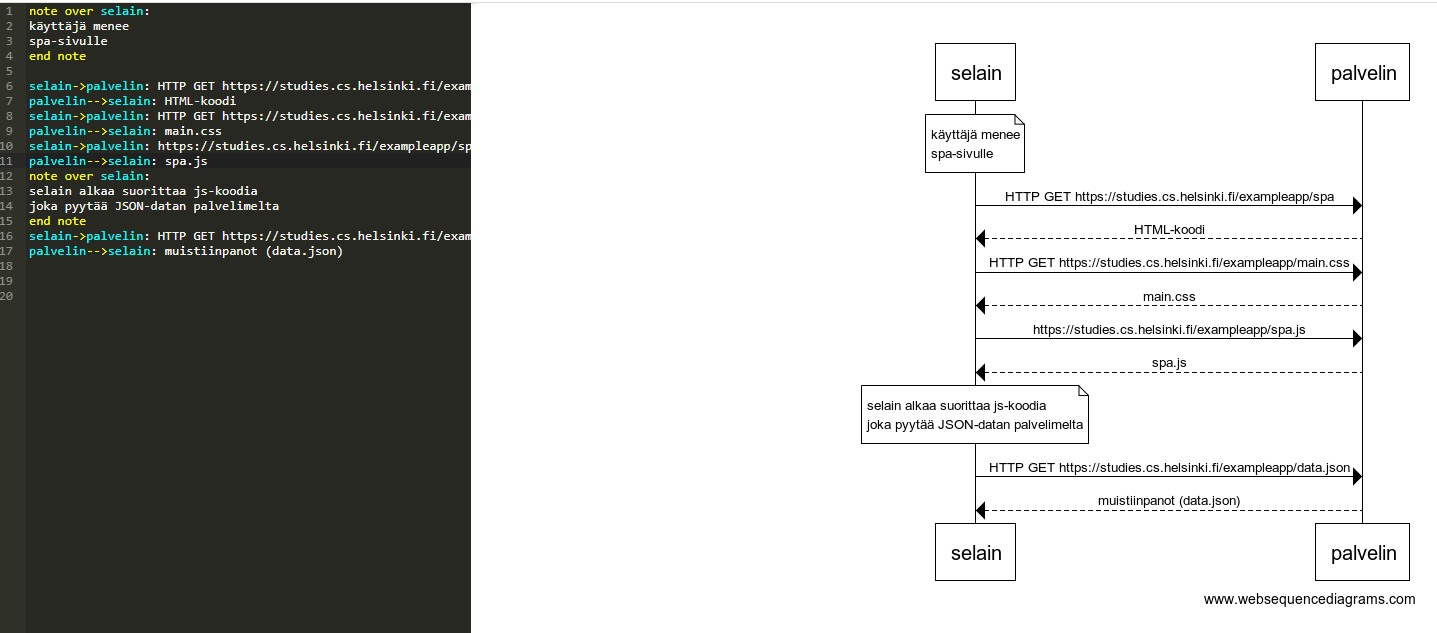 1 note over selain:
2 käyttäjä menee
3 spa-sivulle
4 end note
5
6 selain->palvelin: HTTP GET https://studies.cs.helsinki.fi/exam
7 palvelin-->selain: HTML-koodi
8 selain->palvelin: HTTP GET https://studies.cs.helsinki.fi/exam
9 palvelin-->selain: main.css
10 selain->palvelin: https://studies.cs.helsinki.fi/exampleapp/sp
11 palvelin-->selain: spa.js
12 note over selain:
13 selain alkaa suorittaa js-koodia
14 joka pyytää JSON-datan palvelimelta
15 end note
16 selain->palvelin: HTTP GET https://studies.cs.helsinki.fi/exam
17 palvelin-->selain: muistiinpanot (data.json)
18
19
20
selain
palvelin
käyttäjä menee
spa-sivulle
HTTP GET https://studies.cs.helsinki.fi/exampleapp/spa
HTML-koodi
HTTP GET https://studies.cs.helsinki.fi/exampleapp/main.css
main.css
https://studies.cs.helsinki.fi/exampleapp/spa.js
spa.js
selain alkaa suorittaa js-koodia
joka pyytää JSON-datan palvelimelta
HTTP GET https://studies.cs.helsinki.fi/exampleapp/data.json
muistiinpanot (data.json)
selain
palvelin
www.websequencediagrams.com